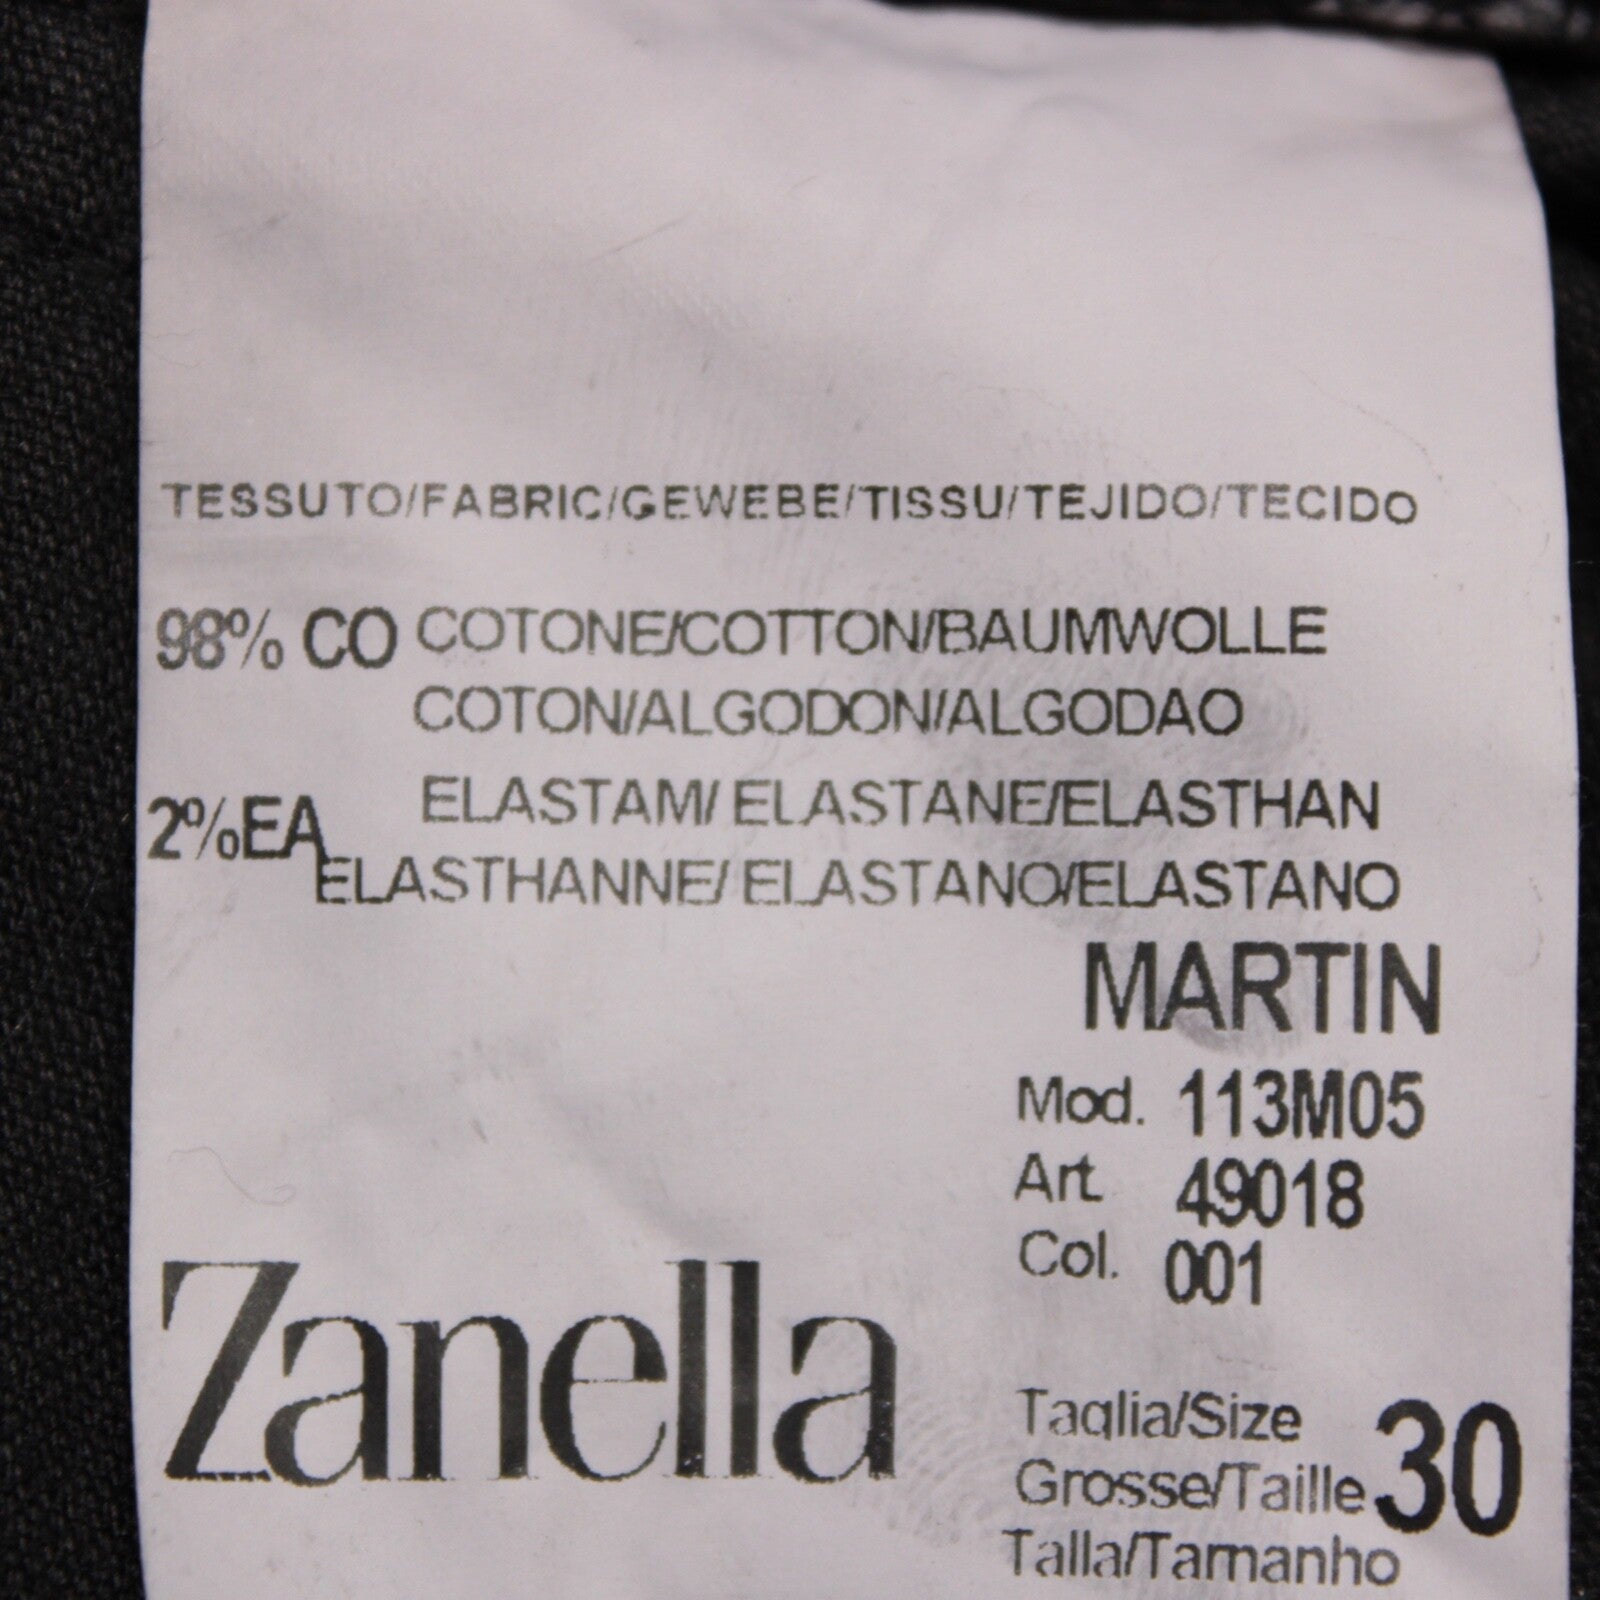 TESSUTO/FABRIC/GEWEBE/TISSU/TEJIDO/TECIDO
98% CO COTONE/COTTON/BAUMWOLLE
COTON/ALGODON/ALGODAO
2%EA ELASTAM/ ELASTANE/ELASTHAN
ELASTHANNE/ ELASTANO/ELASTANO
MARTIN
Mod. 113M05
Art. 49018
Col. 001
Zanella
Taglia/Size
Grosse/Taille 30
Talla/Tamanho